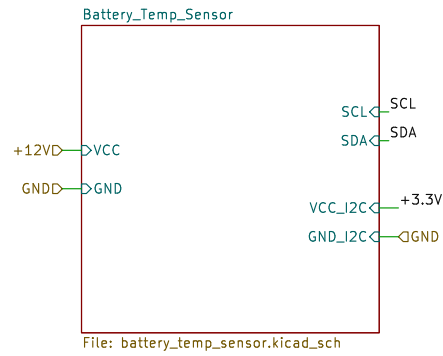 Battery_Temp_Sensor
SCL SCL
SDA SDA
+12V VCC
GND GND
VCC_I2C +3.3V
GND_I2C GND
File: battery_temp_sensor.kicad_sch